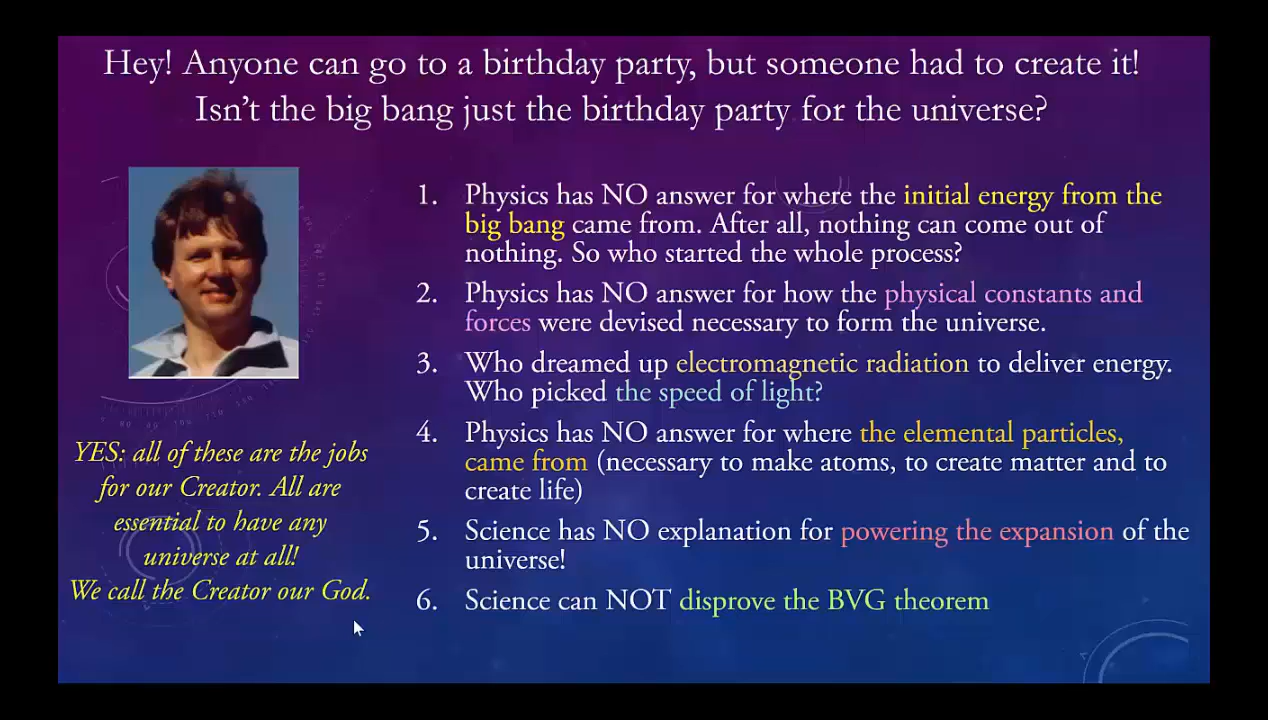 Hey! Anyone can go to a birthday party, but someone had to create it!
Isn't the big bang just the birthday party for the universe?
1. Physics has NO answer for where the initial energy from the
big bang came from. After all, nothing can come out of
nothing. So who started the whole process?
2. Physics has NO answer for how the physical constants and
forces were devised necessary to form the universe.
3. Who dreamed up electromagnetic radiation to deliver energy.
Who picked the speed of light?
4. Physics has NO answer for where the elemental particles,
came from (necessary to make atoms, to create matter and to
create life)
5. Science has NO explanation for powering the expansion of the
universe!
6. Science can NOT disprove the BVG theorem
YES: all of these are the jobs
for our Creator. All are
essential to have any
universe at all!
We call the Creator our God.